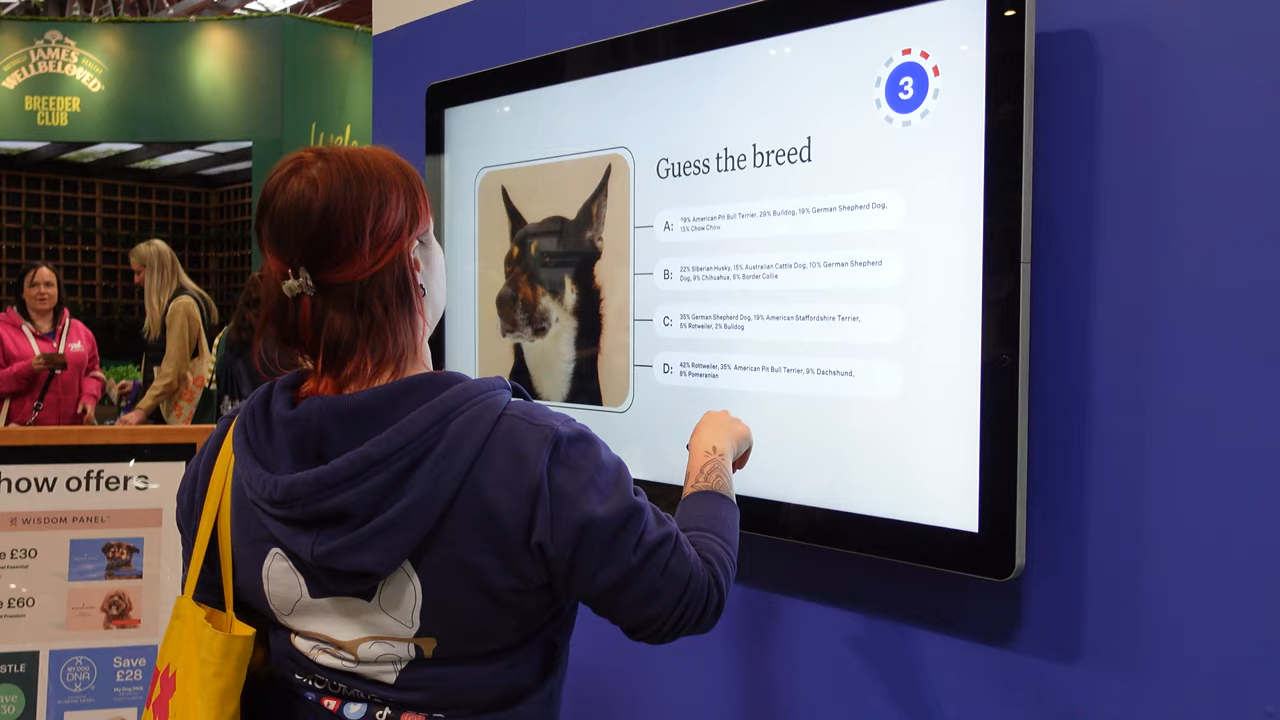 JAMES
WELLBELOVED
BREEDER
CLUB
3
Guess the breed
A: 19% American Pit Bull Terrier, 29% Bulldog, 19% German Shepherd Dog,
15% Chow Chow
B: 22% Siberian Husky, 15% Australian Cattle Dog, 10% German Shepherd
Dog, 9% Chihuahua, 6% Border Collie
C: 35% German Shepherd Dog, 19% American Staffordshire Terrier,
5% Rotweiler, 2% Bulldog
D: 42% Rottweiler, 35% American Pit Bull Terrier, 9% Dachshund,
8% Pomeranian
how offers
WISDOM PANEL
£30
£60
MY DOG
DNA
Save
£28
My Dog DNA